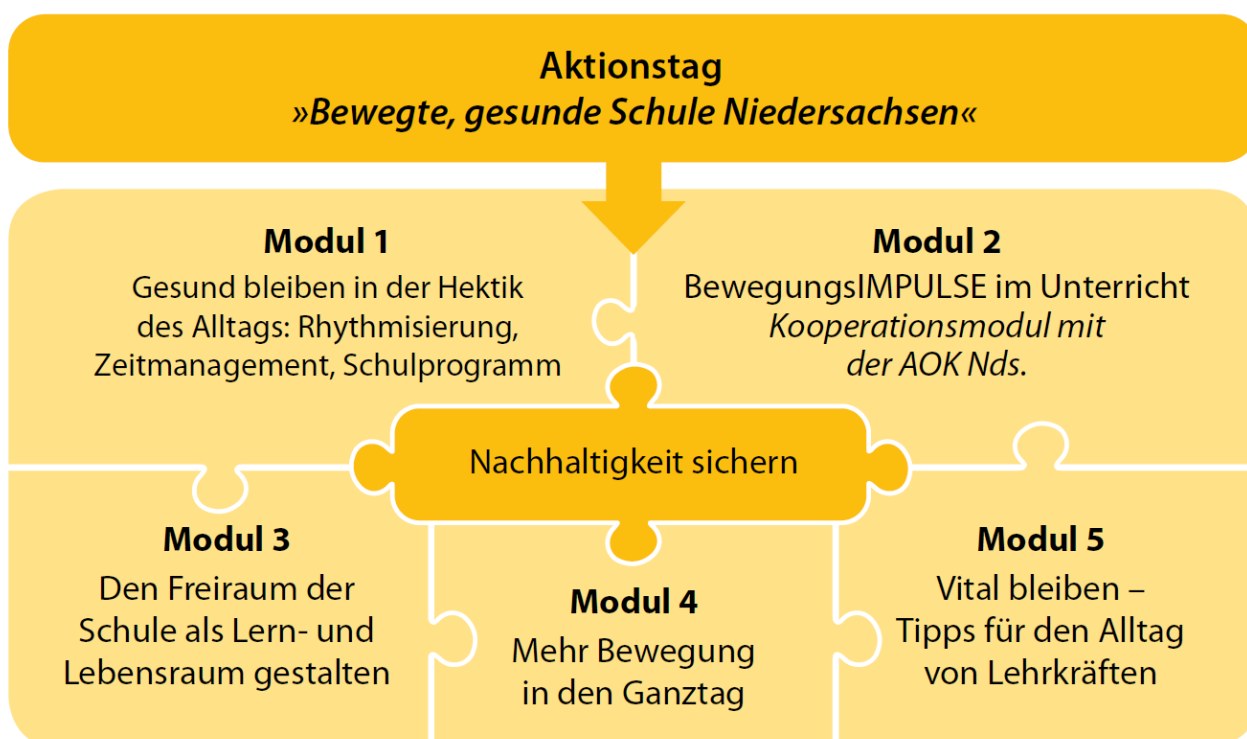 Aktionstag
»Bewegte, gesunde Schule Niedersachsen«
Modul 1
Gesund bleiben in der Hektik
des Alltags: Rhythmisierung,
Zeitmanagement, Schulprogramm
Modul 2
BewegungsIMPULSE im Unterricht
Kooperationsmodul mit
der AOK Nds.
Nachhaltigkeit sichern
Modul 3
Den Freiraum der
Schule als Lern- und
Lebensraum gestalten
Modul 4
Mehr Bewegung
in den Ganztag
Modul 5
Vital bleiben –
Tipps für den Alltag
von Lehrkräften